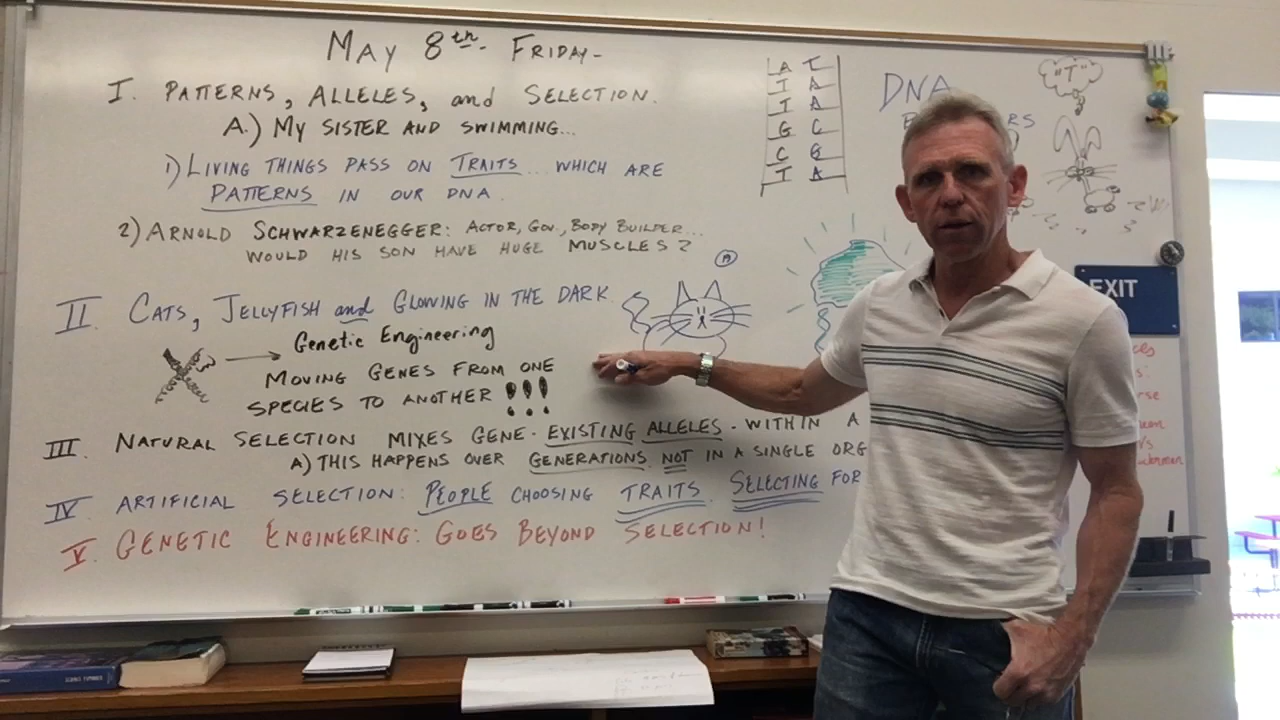 MAY 8th- FRIDAY-
I. PATTERNS, ALLELES, and SELECTION.
A.) MY SISTER AND SWIMMING...
1) LIVING THINGS PASS ON TRAITS... WHICH ARE
PATTERNS IN OUR DNA.
2) ARNOLD SCHWARZENEGGER: ACTOR, GOV., BODY BUILDER...
WOULD HIS SON HAVE HUGE MUSCLES?
II. CATS, JELLYFISH and GLOWING IN THE DARK.
Genetic Engineering
MOVING GENES FROM ONE
SPECIES TO ANOTHER !!!
III. NATURAL SELECTION MIXES GENE- EXISTING ALLELES - WITHIN A
A) THIS HAPPENS OVER GENERATIONS NOT IN A SINGLE ORG
IV. ARTIFICIAL SELECTION: PEOPLE CHOOSING TRAITS. SELECTING FOR
V. GENETIC ENGINEERING: GOES BEYOND SELECTION!
A T
T A
T A
G C
C G
T A
DNA
RS
"T"
EXIT